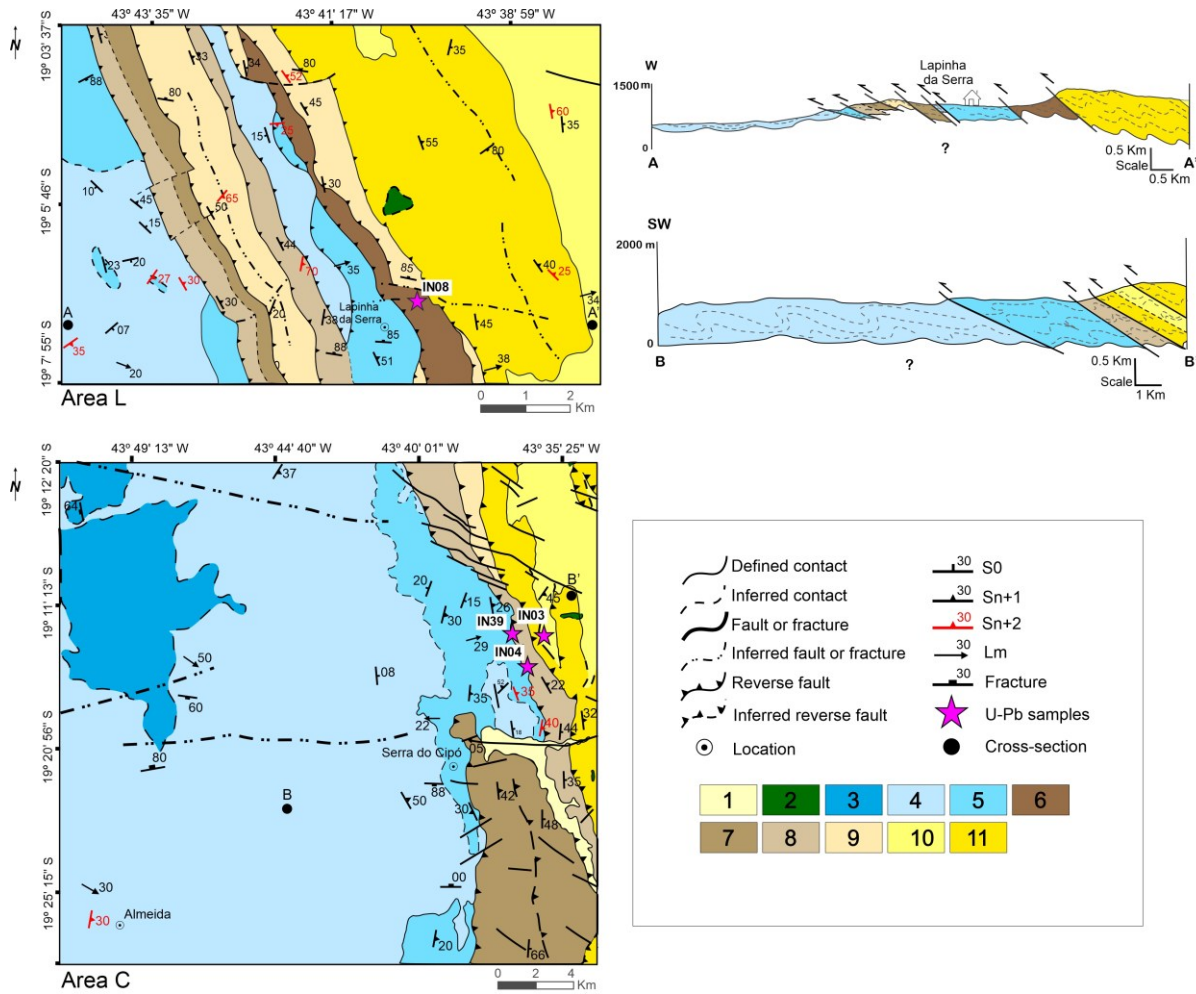 43º 43' 35" W
43º 41' 17" W
43º 38' 59" W
N
19º 03' 37" S
19º 5' 46" S
19º 7' 55" S
88
33
34
52
80
35
80
45
60
35
15
25
55
80
10
45
65
30
50
15
44
23
20
27
30
70
35
85
40
25
IN08
34
A
A'
30
20
38
Lapinha
da Serra
07
35
20
88
85
51
45
38
Area L
0 1 2
Km
W
Lapinha
da Serra
1500 m
0
A
?
A'
0.5 Km
Scale
0.5 Km
SW
2000 m
0
B
?
B'
0.5 Km
Scale
1 Km
43º 49' 13" W
43º 44' 40" W
43º 40' 01" W
43º 35' 25" W
N
19º 12' 20" S
19º 11' 13" S
19º 20' 56" S
19º 25' 15" S
37
64
20
15
26
45
B'
30
IN39
IN03
29
IN04
50
08
60
35
52
35
22
22
18
40
44
32
80
Serra do Cipó
05
B
88
50
30
42
35
48
30
00
30
Almeida
20
66
Area C
0 2 4
Km
Defined contact
Inferred contact
Fault or fracture
Inferred fault or fracture
Reverse fault
Inferred reverse fault
Location
30 S0
30 Sn+1
30 Sn+2
30 Lm
30 Fracture
U-Pb samples
Cross-section
1 2 3 4 5 6
7 8 9 10 11